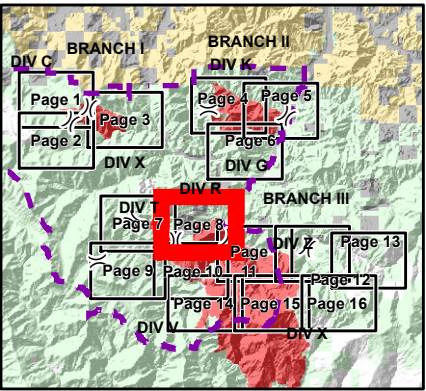 BRANCH I
BRANCH II
DIV C
DIV K
Page 1
Page 4
Page 5
Page 3
Page 2
Page 6
DIV X
DIV G
DIV R
BRANCH III
DIV T
Page 7
Page 8
DIV Z
Page 13
Page 9
Page 10
Page 11
Page 12
Page 14
Page 15
Page 16
DIV V
DIV X